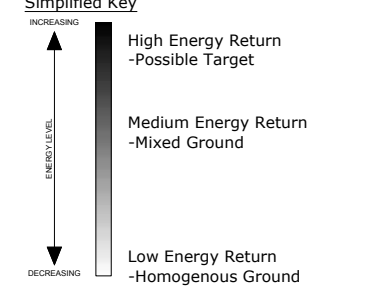 Simplified Key
INCREASING
High Energy Return
-Possible Target
ENERGY LEVEL
Medium Energy Return
-Mixed Ground
Low Energy Return
DECREASING
-Homogenous Ground